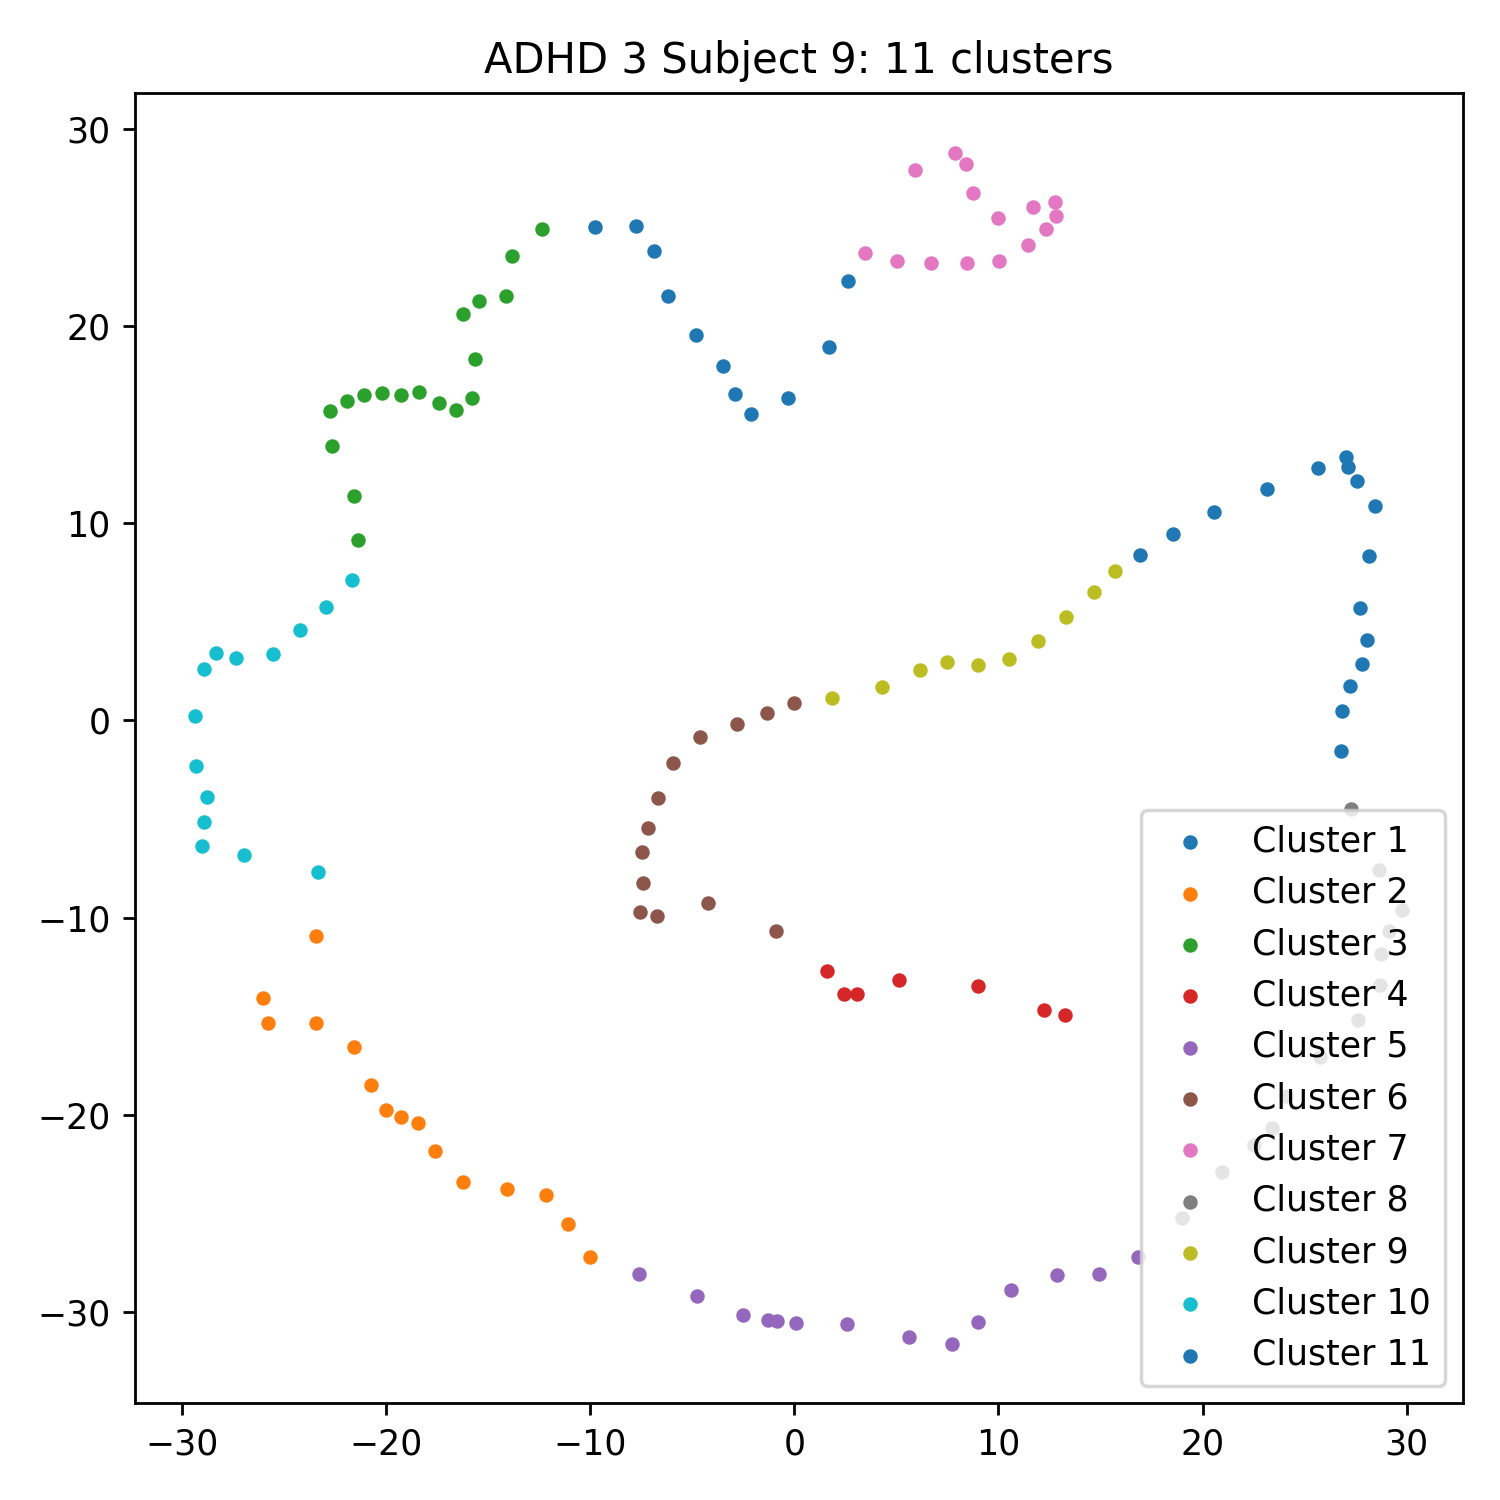 ADHD 3 Subject 9: 11 clusters
30
20
10
0
−10
−20
−30
−30
−20
−10
0
10
20
30
Cluster 1
Cluster 2
Cluster 3
Cluster 4
Cluster 5
Cluster 6
Cluster 7
Cluster 8
Cluster 9
Cluster 10
Cluster 11